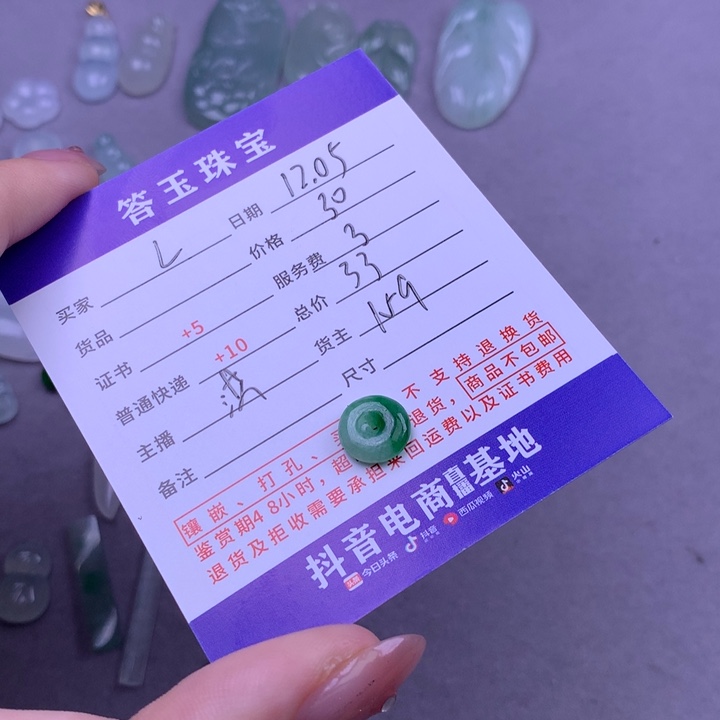 答玉珠宝
买家 L 日期 12.05
货品 价格 30
证书 +5 服务费 3
普通快递 +10 总价 33
主播 货主 159
备注 尺寸
镶嵌、打孔、 不支持退换货
鉴赏期48小时,超 退货,商品不包邮
退货及拒收需要承担来回运费以及证书费用
抖音电商直播基地
今日头条 抖音 西瓜视频 火山